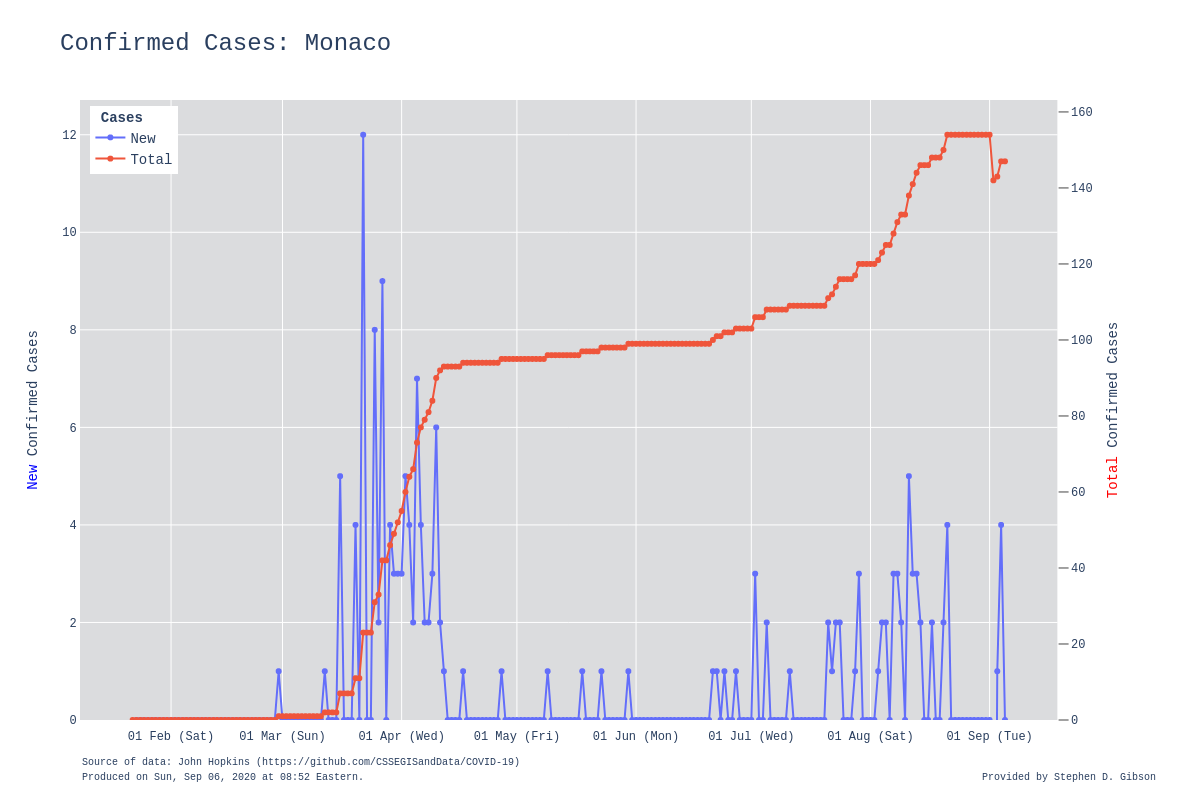 Confirmed Cases: Monaco
Cases
New
Total
12
10
8
6
4
2
0
160
140
120
100
80
60
40
20
0
New Confirmed Cases
Total Confirmed Cases
01 Feb (Sat)
01 Mar (Sun)
01 Apr (Wed)
01 May (Fri)
01 Jun (Mon)
01 Jul (Wed)
01 Aug (Sat)
01 Sep (Tue)
Source of data: John Hopkins (https://github.com/CSSEGISandData/COVID-19)
Produced on Sun, Sep 06, 2020 at 08:52 Eastern.
Provided by Stephen D. Gibson